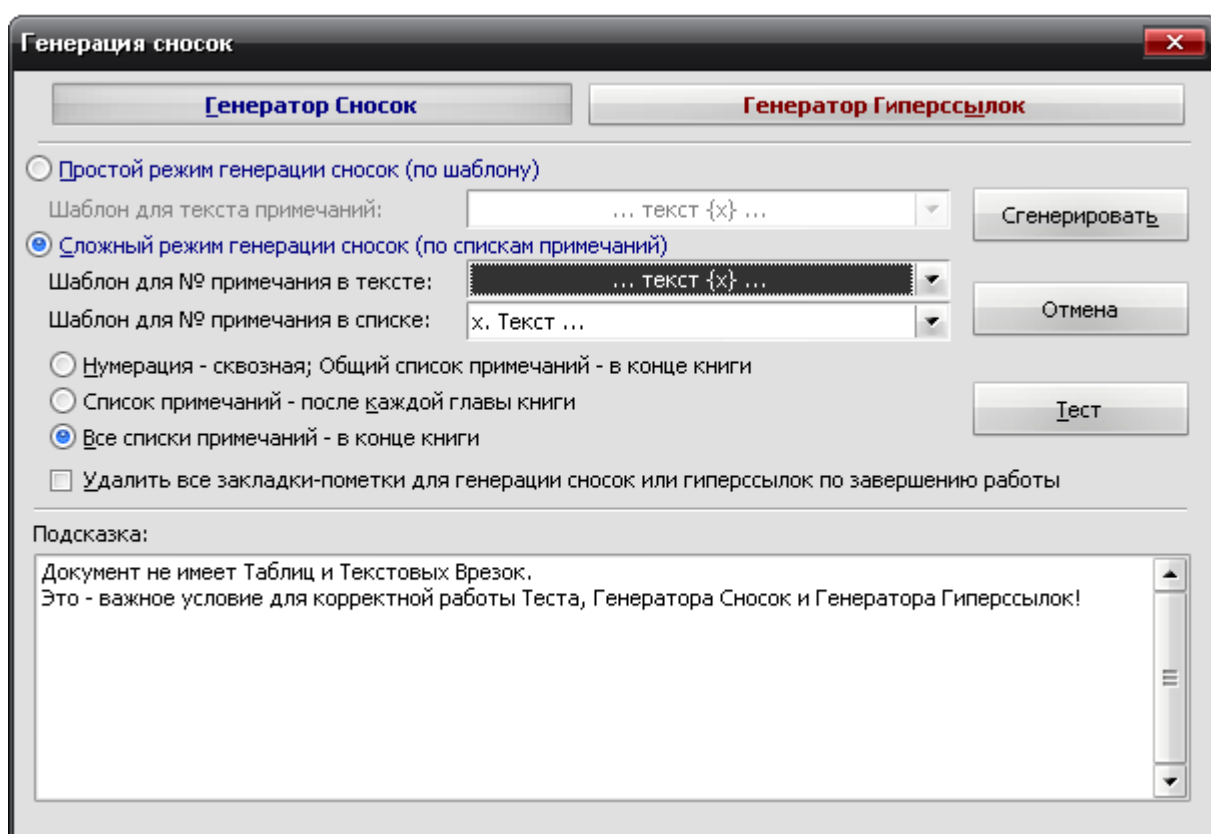 Генерация сносок
Генератор Сносок
Генератор Гиперссылок
Простой режим генерации сносок (по шаблону)
Шаблон для текста примечаний:
... текст {x} ...
Сгенерировать
Сложный режим генерации сносок (по спискам примечаний)
Шаблон для № примечания в тексте:
... текст {x} ...
Шаблон для № примечания в списке:
x. Текст ...
Отмена
Нумерация - сквозная; Общий список примечаний - в конце книги
Список примечаний - после каждой главы книги
Тест
Все списки примечаний - в конце книги
Удалить все закладки-пометки для генерации сносок или гиперссылок по завершению работы
Подсказка:
Документ не имеет Таблиц и Текстовых Врезок.
Это - важное условие для корректной работы Теста, Генератора Сносок и Генератора Гиперссылок!